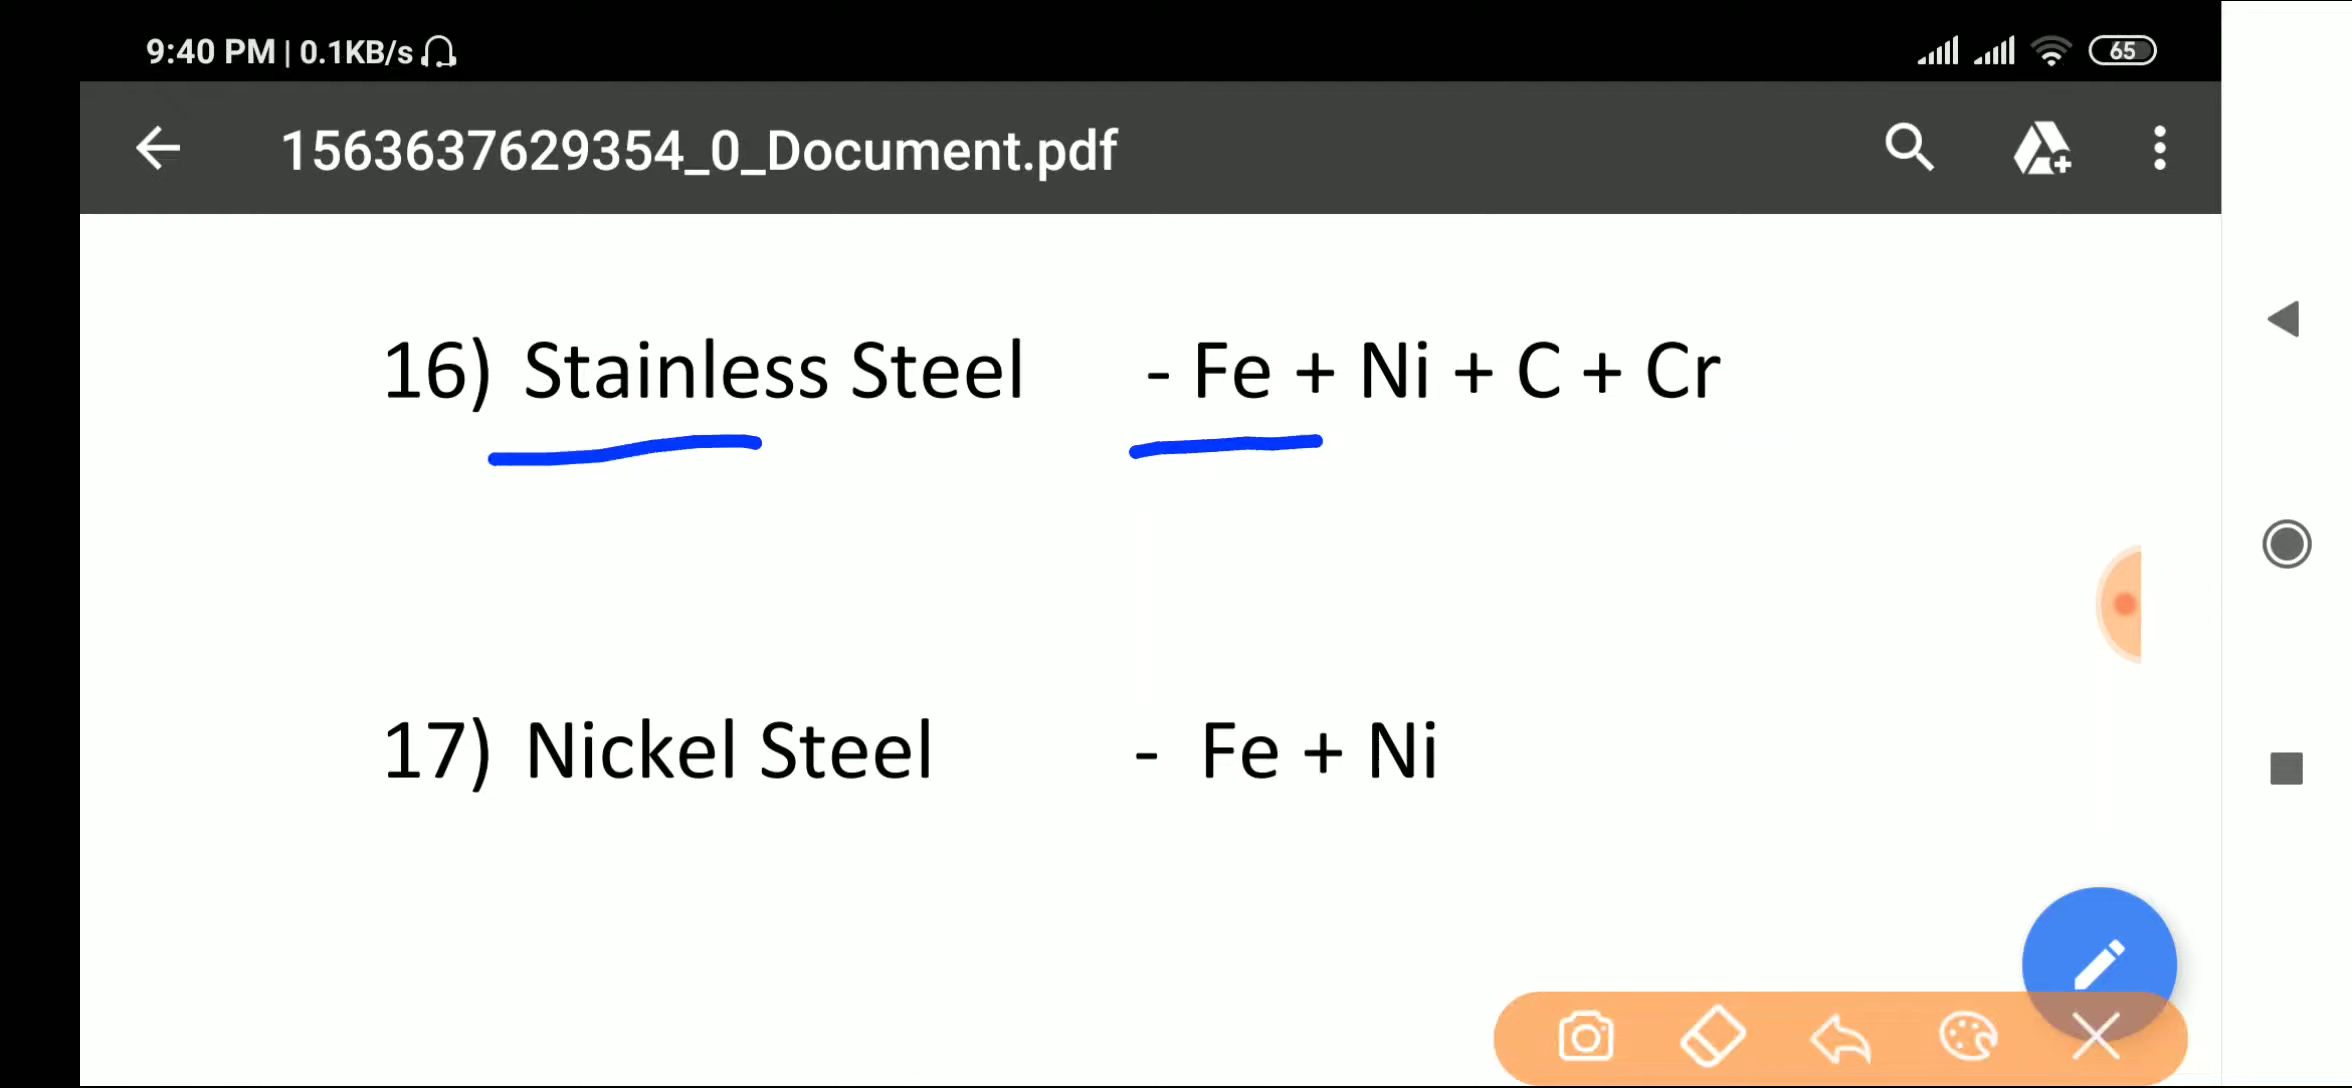 9:40 PM | 0.1KB/s 65
1563637629354_0_Document.pdf
16) Stainless Steel - Fe + Ni + C + Cr
17) Nickel Steel - Fe + Ni